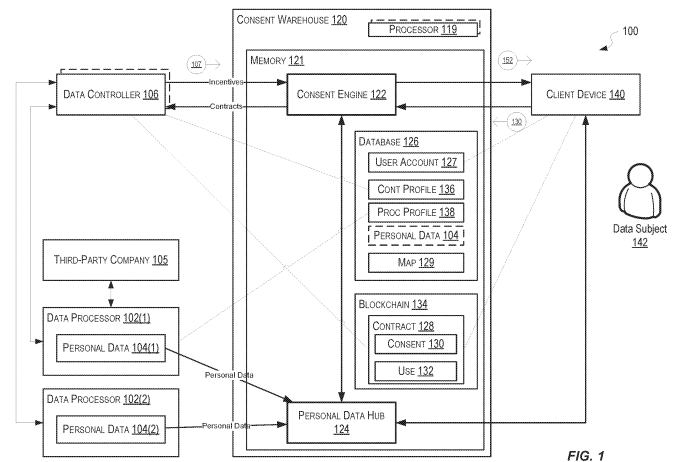 CONSENT WAREHOUSE 120
PROCESSOR 119
100
MEMORY 121
107
152
DATA CONTROLLER 106
Incentives
Contracts
CONSENT ENGINE 122
CLIENT DEVICE 140
130
DATABASE 126
USER ACCOUNT 127
CONT PROFILE 136
PROC PROFILE 138
PERSONAL DATA 104
MAP 129
Data Subject
142
THIRD-PARTY COMPANY 105
BLOCKCHAIN 134
CONTRACT 128
CONSENT 130
USE 132
DATA PROCESSOR 102(1)
PERSONAL DATA 104(1)
Personal Data
DATA PROCESSOR 102(2)
PERSONAL DATA 104(2)
Personal Data
PERSONAL DATA HUB
124
FIG. 1